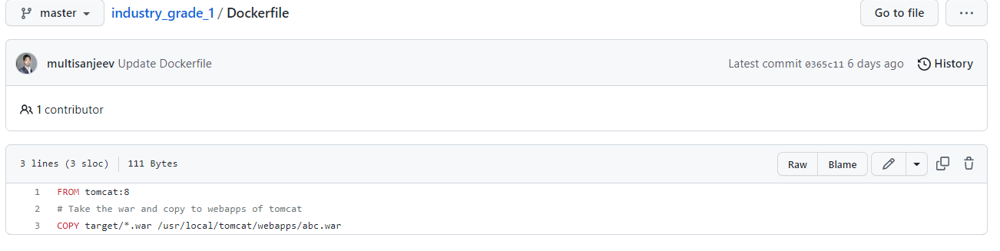 master industry_grade_1 / Dockerfile Go to file ...
multisanjeev Update Dockerfile Latest commit 0365c11 6 days ago History
1 contributor
3 lines (3 sloc) 111 Bytes Raw Blame
1 FROM tomcat:8
2 # Take the war and copy to webapps of tomcat
3 COPY target/*.war /usr/local/tomcat/webapps/abc.war